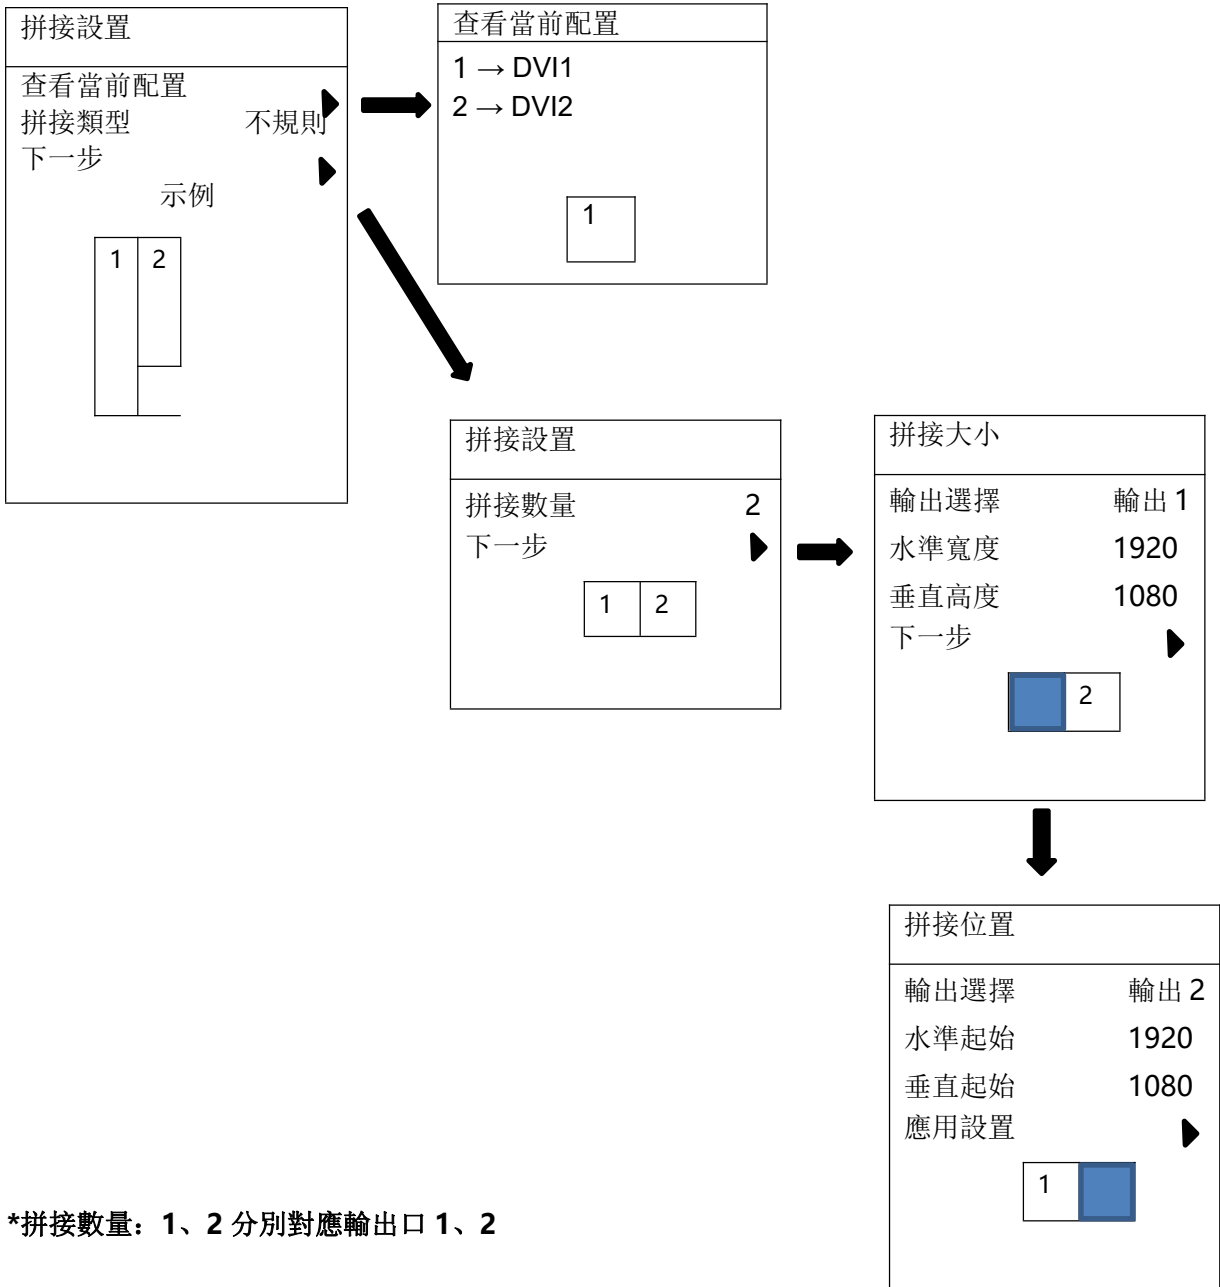 拼接設置
查看當前配置
拼接類型 不規則
下一步
示例
1 2
查看當前配置
1 → DVI1
2 → DVI2
1
拼接設置
拼接數量 2
下一步
1 2
拼接大小
輸出選擇 輸出 1
水準寬度 1920
垂直高度 1080
下一步
2
拼接位置
輸出選擇 輸出 2
水準起始 1920
垂直起始 1080
應用設置
1
*拼接數量：1、2 分別對應輸出口 1、2